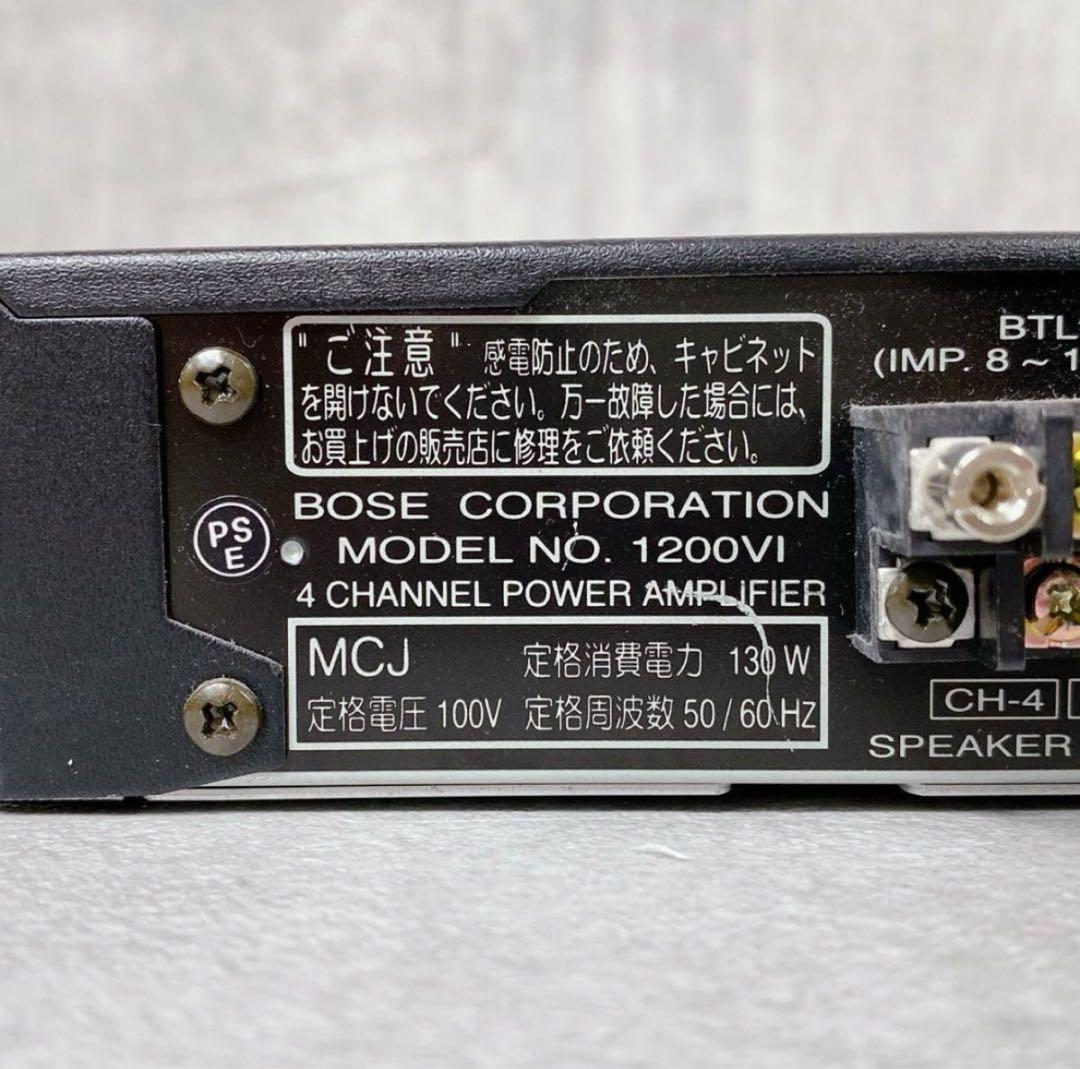 "ご注意" 感電防止のため、キャビネット
を開けないでください。万一故障した場合には、
お買上げの販売店に修理をご依頼ください。
PS
E
BOSE CORPORATION
MODEL NO. 1200VI
4 CHANNEL POWER AMPLIFIER
MCJ 定格消費電力 130W
定格電圧 100V 定格周波数 50/60HZ
BTL
(IMP. 8 ~ 1
CH-4
SPEAKER